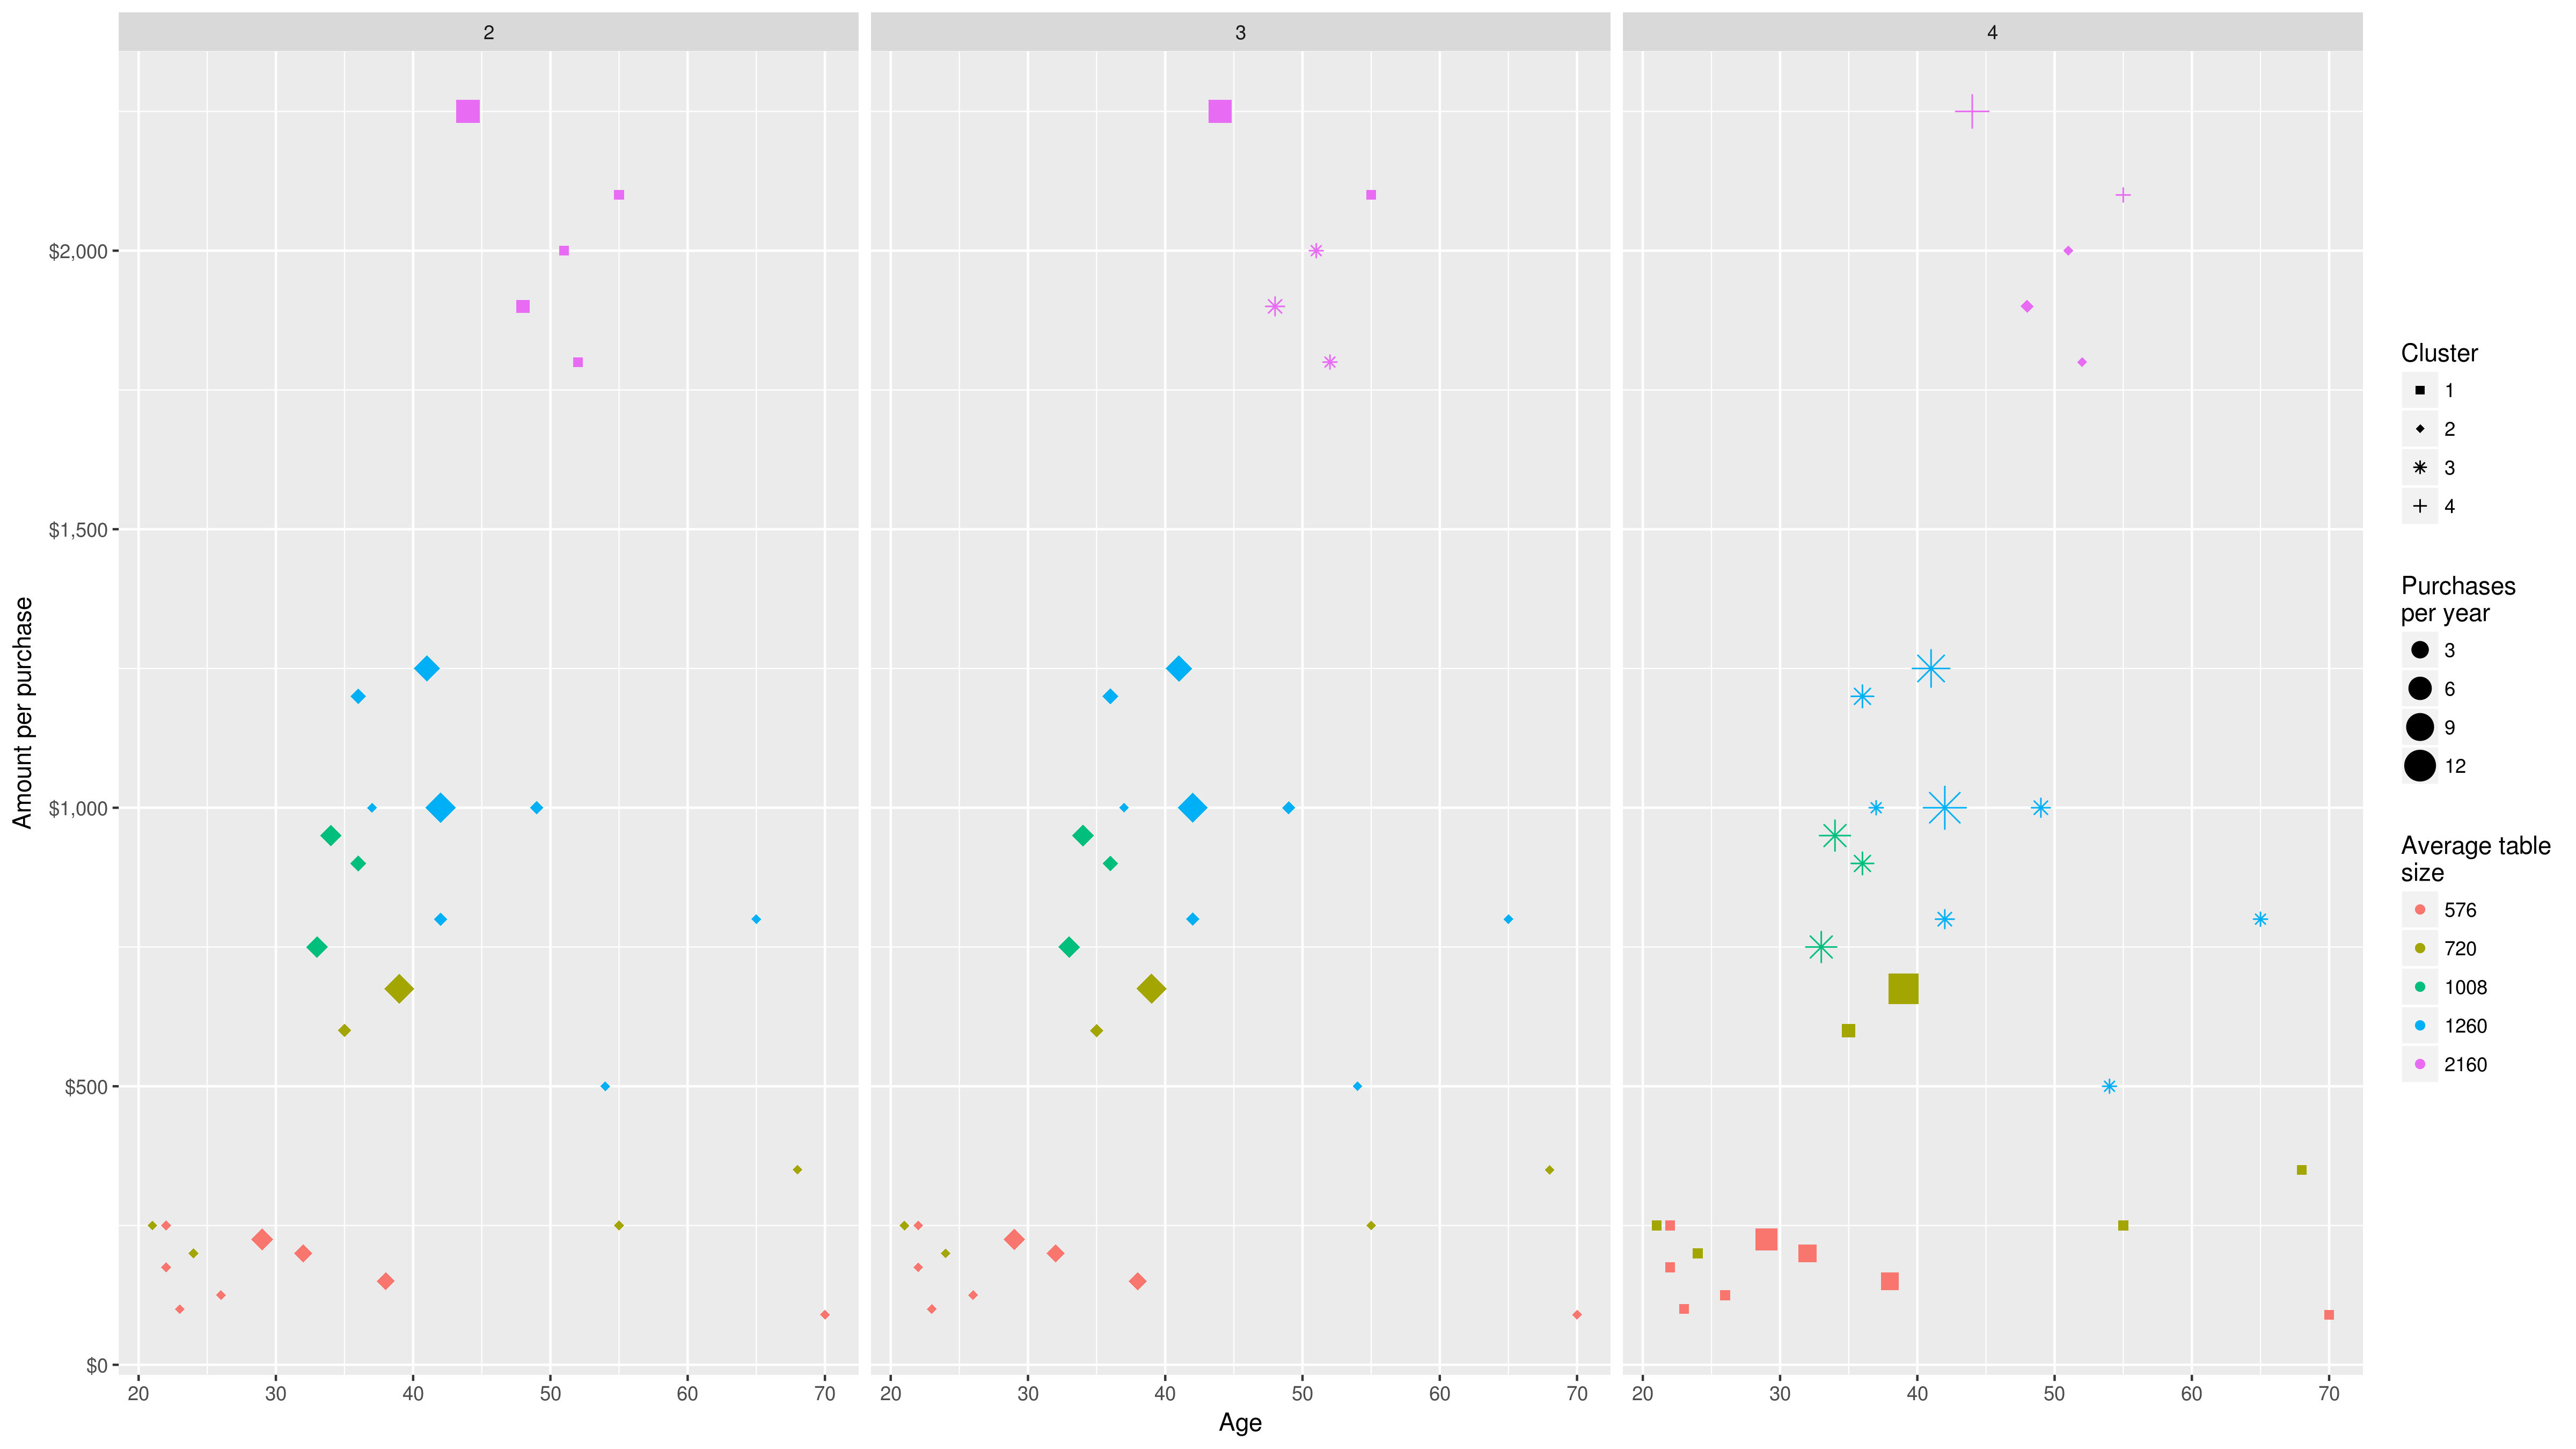 2 3 4
Amount per purchase
$2,000
$1,500
$1,000
$500
$0
20 30 40 50 60 70
20 30 40 50 60 70
20 30 40 50 60 70
Age
Cluster
1
2
3
4
Purchases
per year
3
6
9
12
Average table
size
576
720
1008
1260
2160